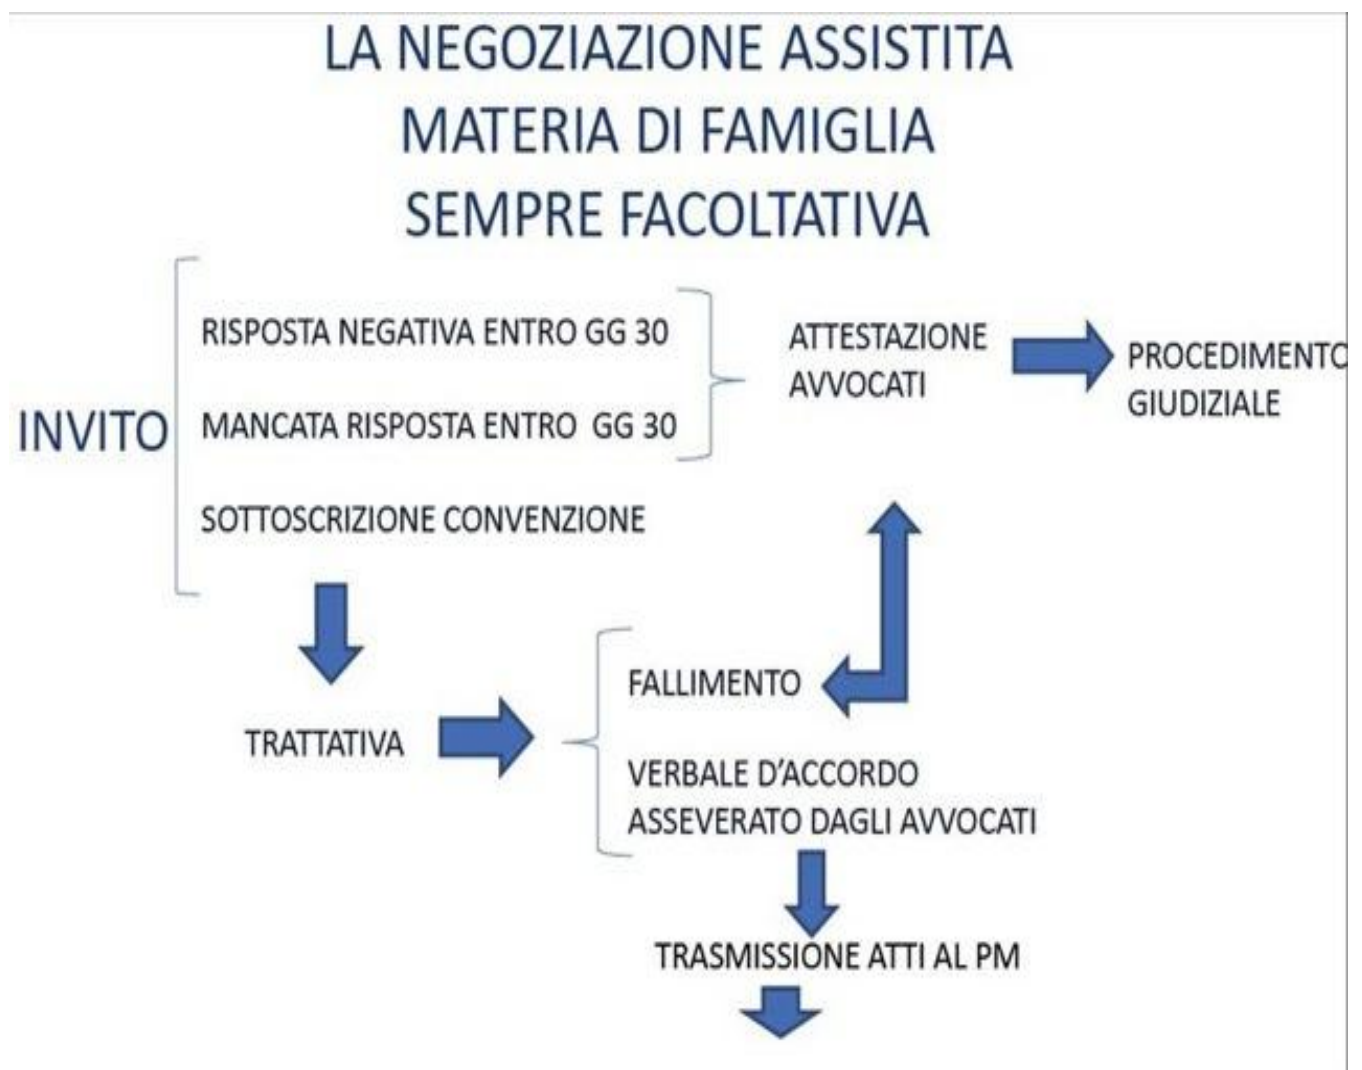 LA NEGOZIAZIONE ASSISTITA
MATERIA DI FAMIGLIA
SEMPRE FACOLTATIVA
INVITO
RISPOSTA NEGATIVA ENTRO GG 30
MANCATA RISPOSTA ENTRO GG 30
SOTTOSCRIZIONE CONVENZIONE
ATTESTAZIONE
AVVOCATI
PROCEDIMENTO
GIUDIZIALE
TRATTATIVA
FALLIMENTO
VERBALE D'ACCORDO
ASSEVERATO DAGLI AVVOCATI
TRASMISSIONE ATTI AL PM